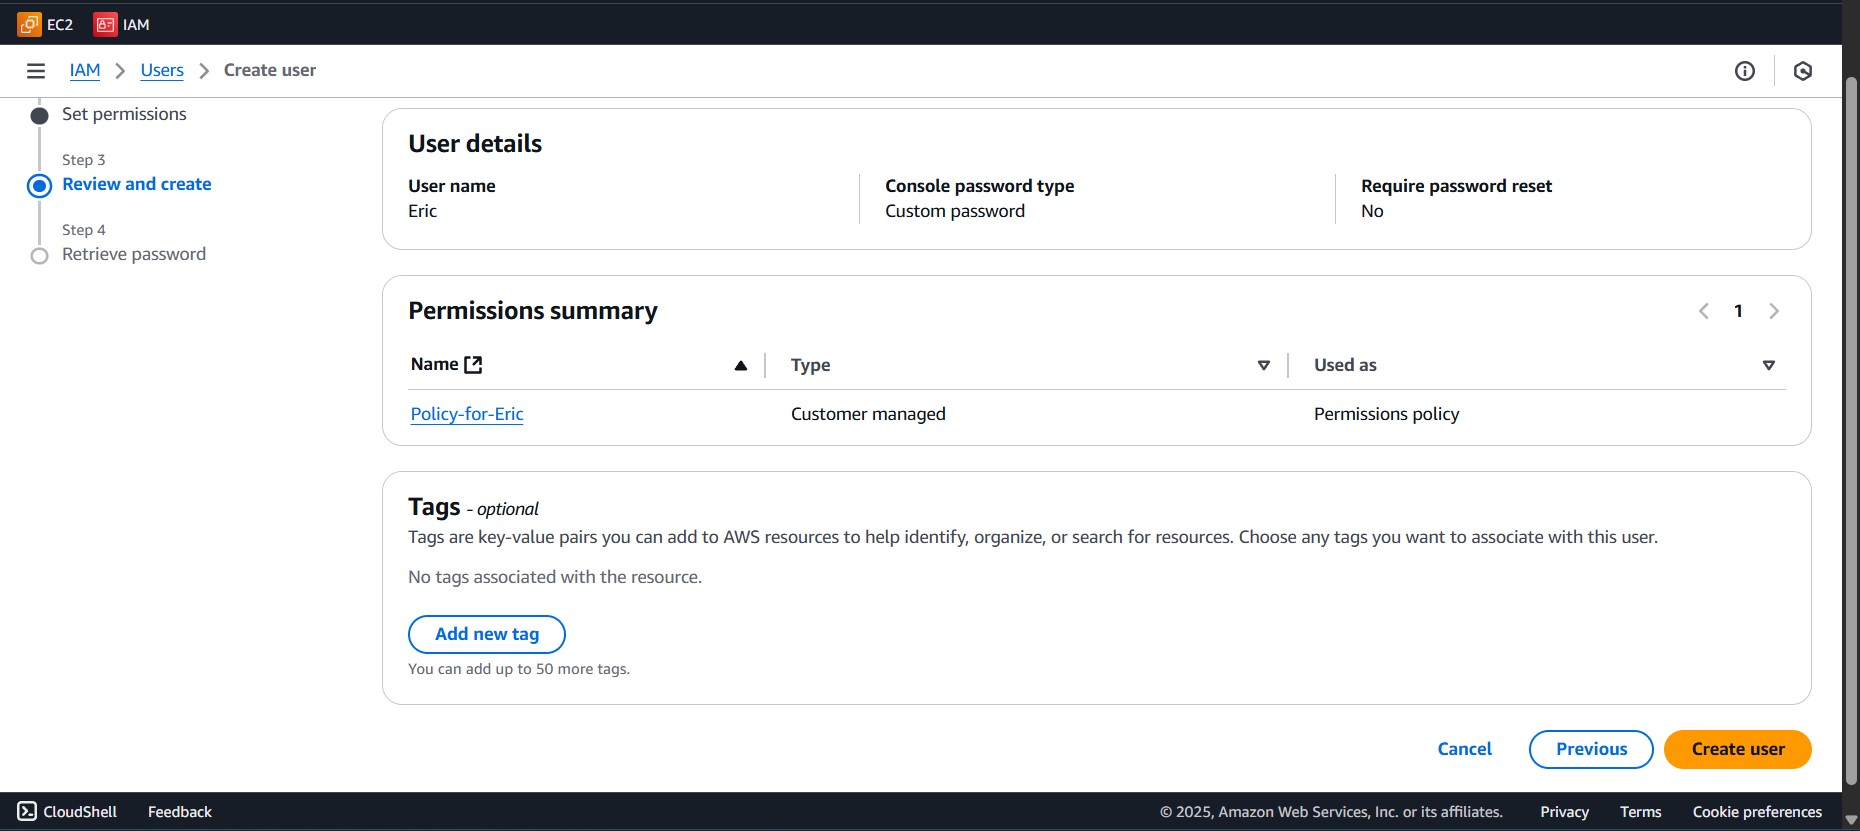 EC2 IAM
IAM > Users > Create user
Set permissions
Step 3
Review and create
Step 4
Retrieve password
User details
User name
Eric
Console password type
Custom password
Require password reset
No
Permissions summary
1
Name Type Used as
Policy-for-Eric Customer managed Permissions policy
Tags - optional
Tags are key-value pairs you can add to AWS resources to help identify, organize, or search for resources. Choose any tags you want to associate with this user.
No tags associated with the resource.
Add new tag
You can add up to 50 more tags.
Cancel Previous Create user
CloudShell Feedback © 2025, Amazon Web Services, Inc. or its affiliates. Privacy Terms Cookie preferences